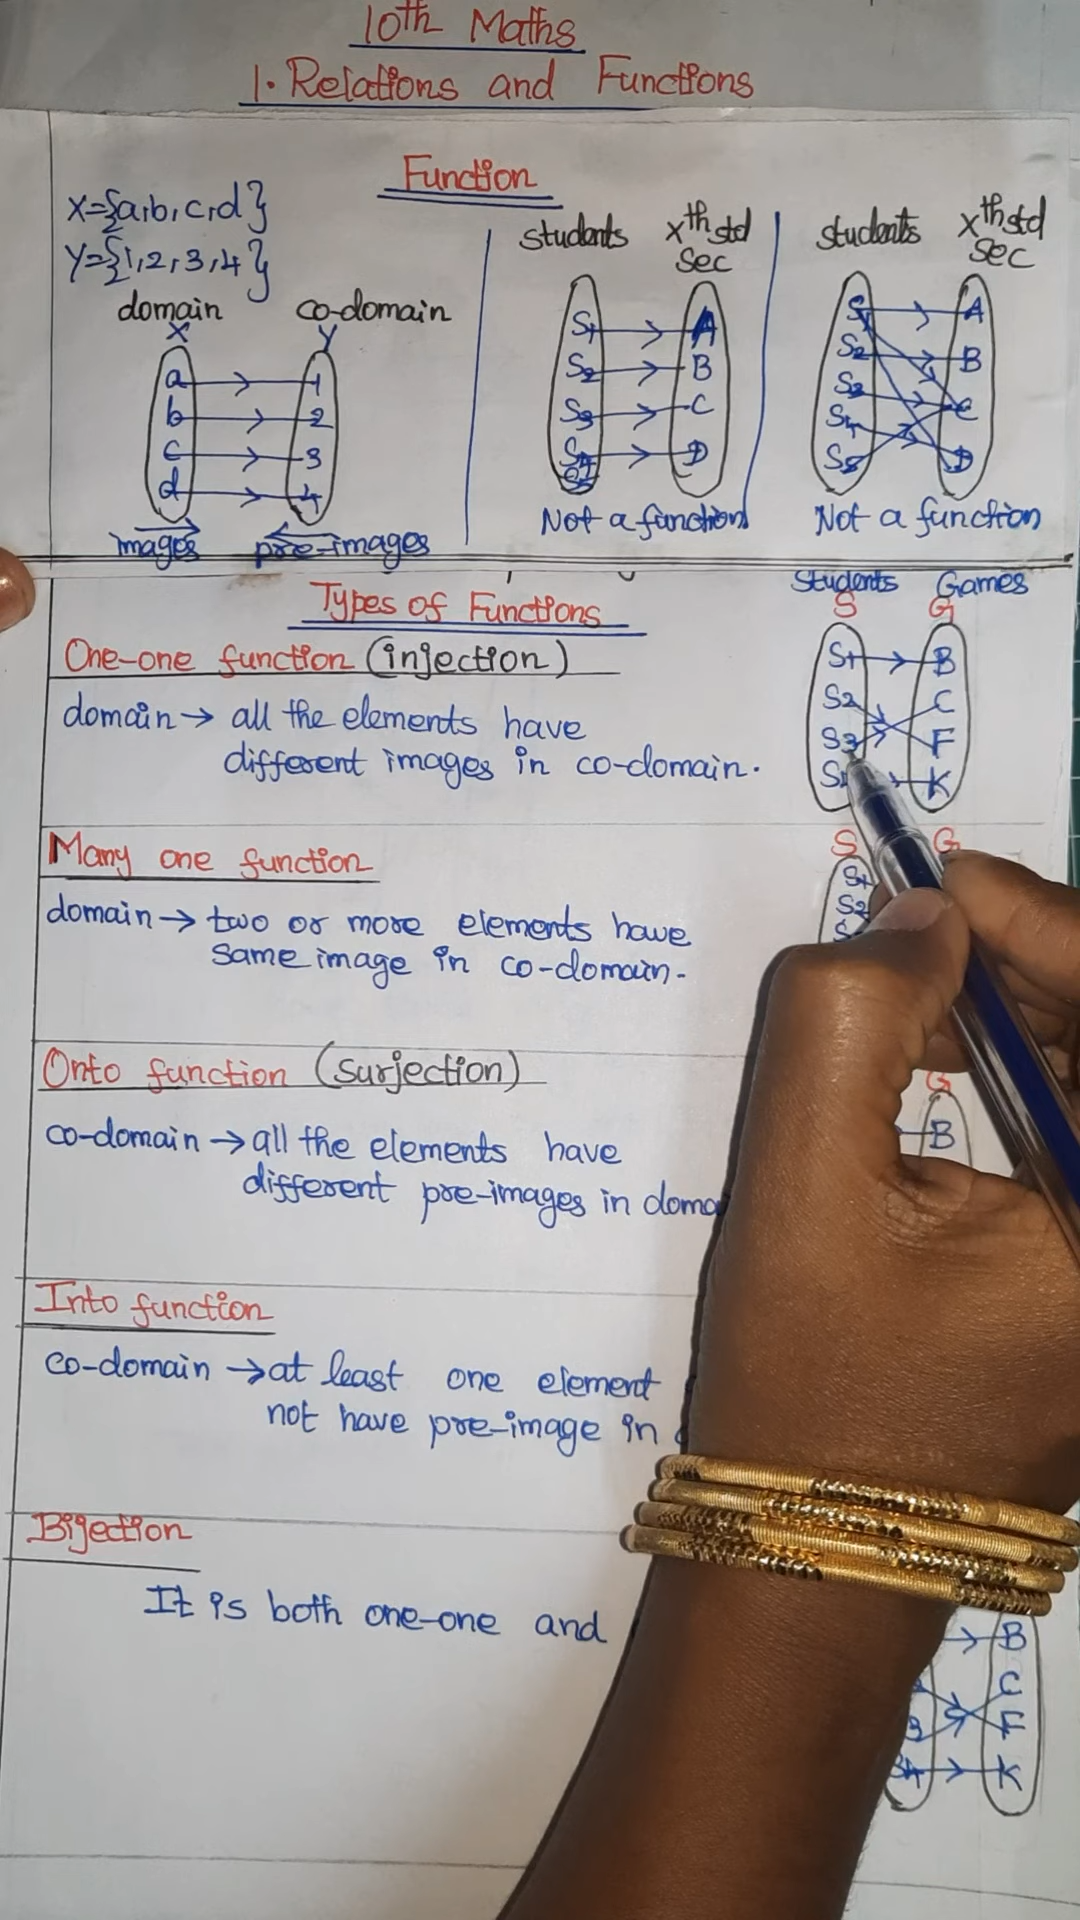 10th Maths
1. Relations and Functions
Function
X={a,b,c,d}
Y={1,2,3,4}
domain co-domain
X Y
a 1
b 2
c 3
d 4
images pre-images
students Xth std
sec
S1 A
S2 B
S3 C
D
Not a function
students Xth std
sec
S1 A
S2 B
S3 C
S4 D
S5
Not a function
Types of Functions
Students Games
S G
S1 B
S2 C
S3 F
K
One-one function (injection)
domain → all the elements have
different images in co-domain.
Many one function
domain → two or more elements have
same image in co-domain.
S G
S1
S2
Onto function (surjection)
co-domain → all the elements have
different pre-images in
G
B
Into function
co-domain → at least one element
not have pre-image in
Bijection
It is both one-one and
B
C
3 F
K